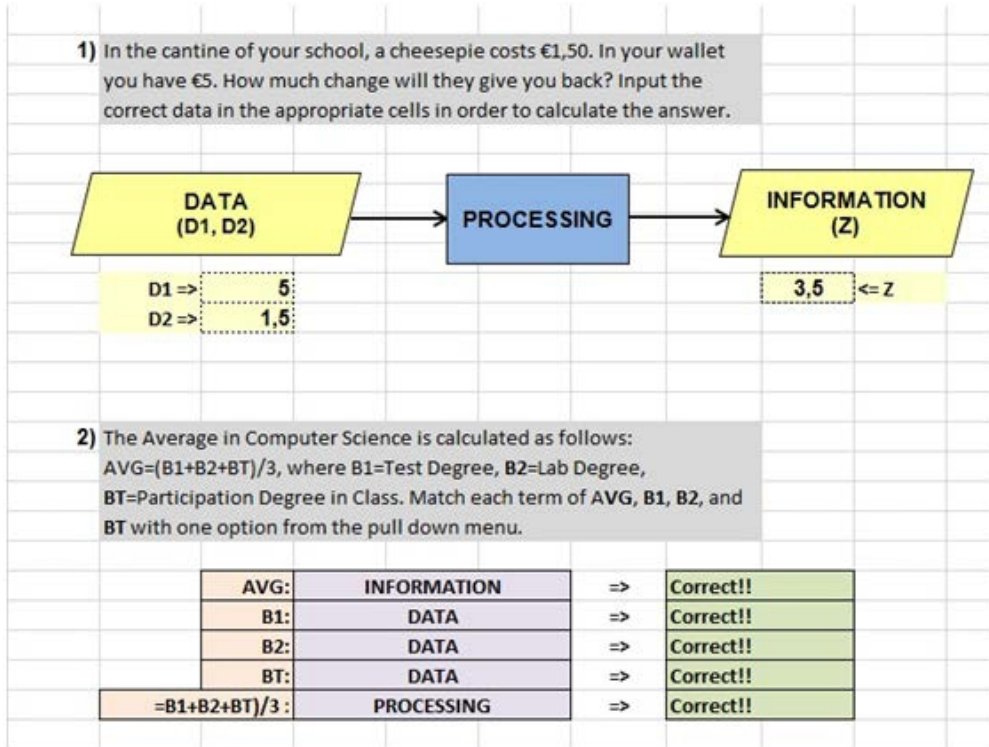 1) In the cantine of your school, a cheesepie costs €1,50. In your wallet
you have €5. How much change will they give you back? Input the
correct data in the appropriate cells in order to calculate the answer.
DATA
(D1, D2)
PROCESSING
INFORMATION
(Z)
D1 => 5
3,5 <= Z
D2 => 1,5
2) The Average in Computer Science is calculated as follows:
AVG=(B1+B2+BT)/3, where B1=Test Degree, B2=Lab Degree,
BT=Participation Degree in Class. Match each term of AVG, B1, B2, and
BT with one option from the pull down menu.
AVG: INFORMATION => Correct!!
B1: DATA => Correct!!
B2: DATA => Correct!!
BT: DATA => Correct!!
=B1+B2+BT)/3 : PROCESSING => Correct!!